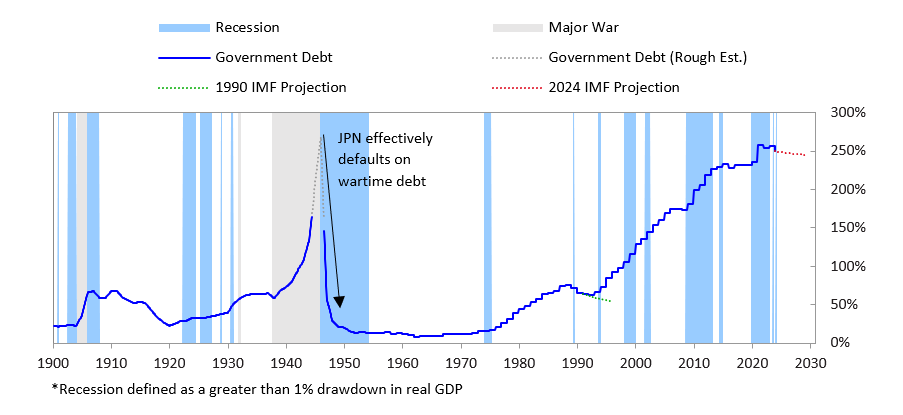 Recession
Major War
Government Debt
Government Debt (Rough Est.)
1990 IMF Projection
2024 IMF Projection
300%
250%
200%
150%
100%
50%
0%
JPN effectively
defaults on
wartime debt
1900 1910 1920 1930 1940 1950 1960 1970 1980 1990 2000 2010 2020 2030
*Recession defined as a greater than 1% drawdown in real GDP